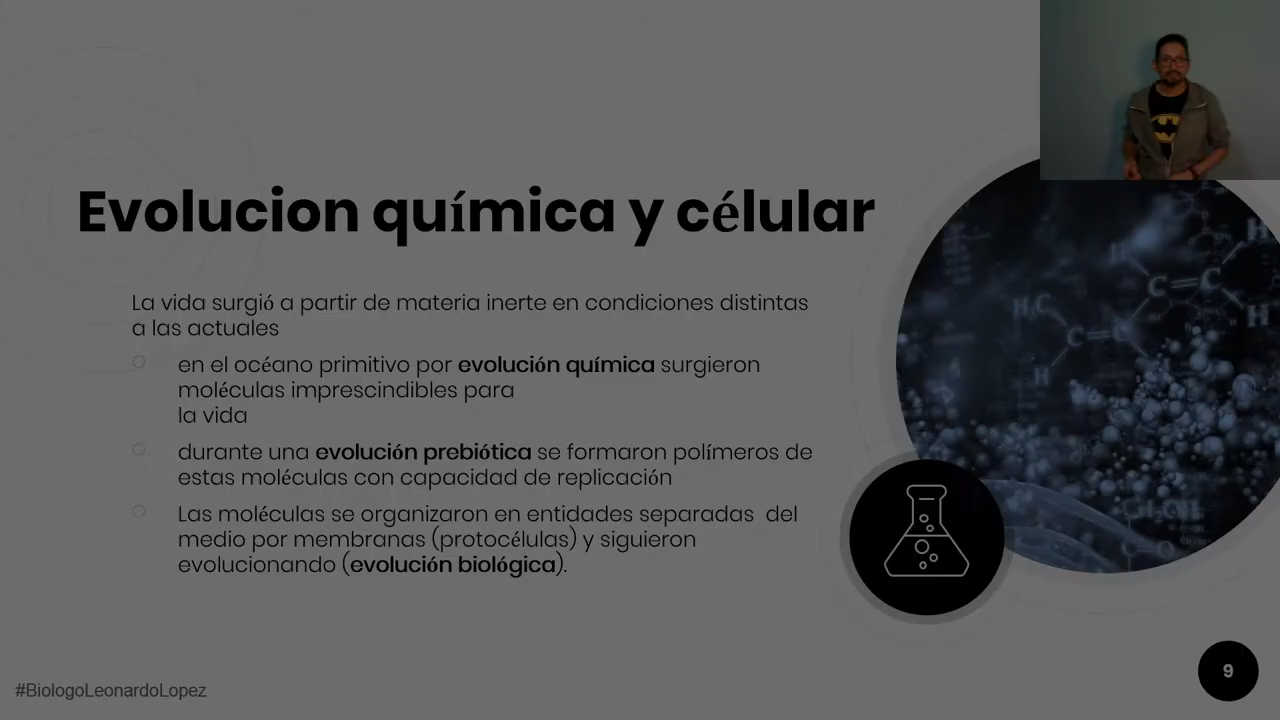 Evolucion química y célular
La vida surgió a partir de materia inerte en condiciones distintas
a las actuales
en el océano primitivo por evolución química surgieron
moléculas imprescindibles para
la vida
durante una evolución prebiótica se formaron polímeros de
estas moléculas con capacidad de replicación
Las moléculas se organizaron en entidades separadas del
medio por membranas (protocélulas) y siguieron
evolucionando (evolución biológica).
H
H
C=C
H₃C
H
C=C
H
#BiologoLeonardoLopez
9